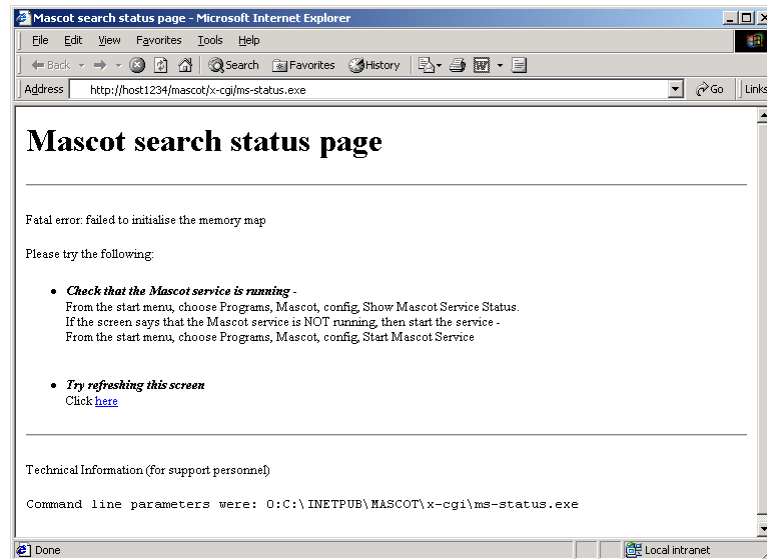 Mascot search status page - Microsoft Internet Explorer
File Edit View Favorites Tools Help
Back Search Favorites History
Address http://host1234/mascot/x-cgi/ms-status.exe Go Links
Mascot search status page
Fatal error: failed to initialise the memory map
Please try the following:
• Check that the Mascot service is running -
From the start menu, choose Programs, Mascot, config, Show Mascot Service Status.
If the screen says that the Mascot service is NOT running, then start the service -
From the start menu, choose Programs, Mascot, config, Start Mascot Service
• Try refreshing this screen
Click here
Technical Information (for support personnel)
Command line parameters were: 0:C:\INETPUB\MASCOT\x-cgi\ms-status.exe
Done Local intranet